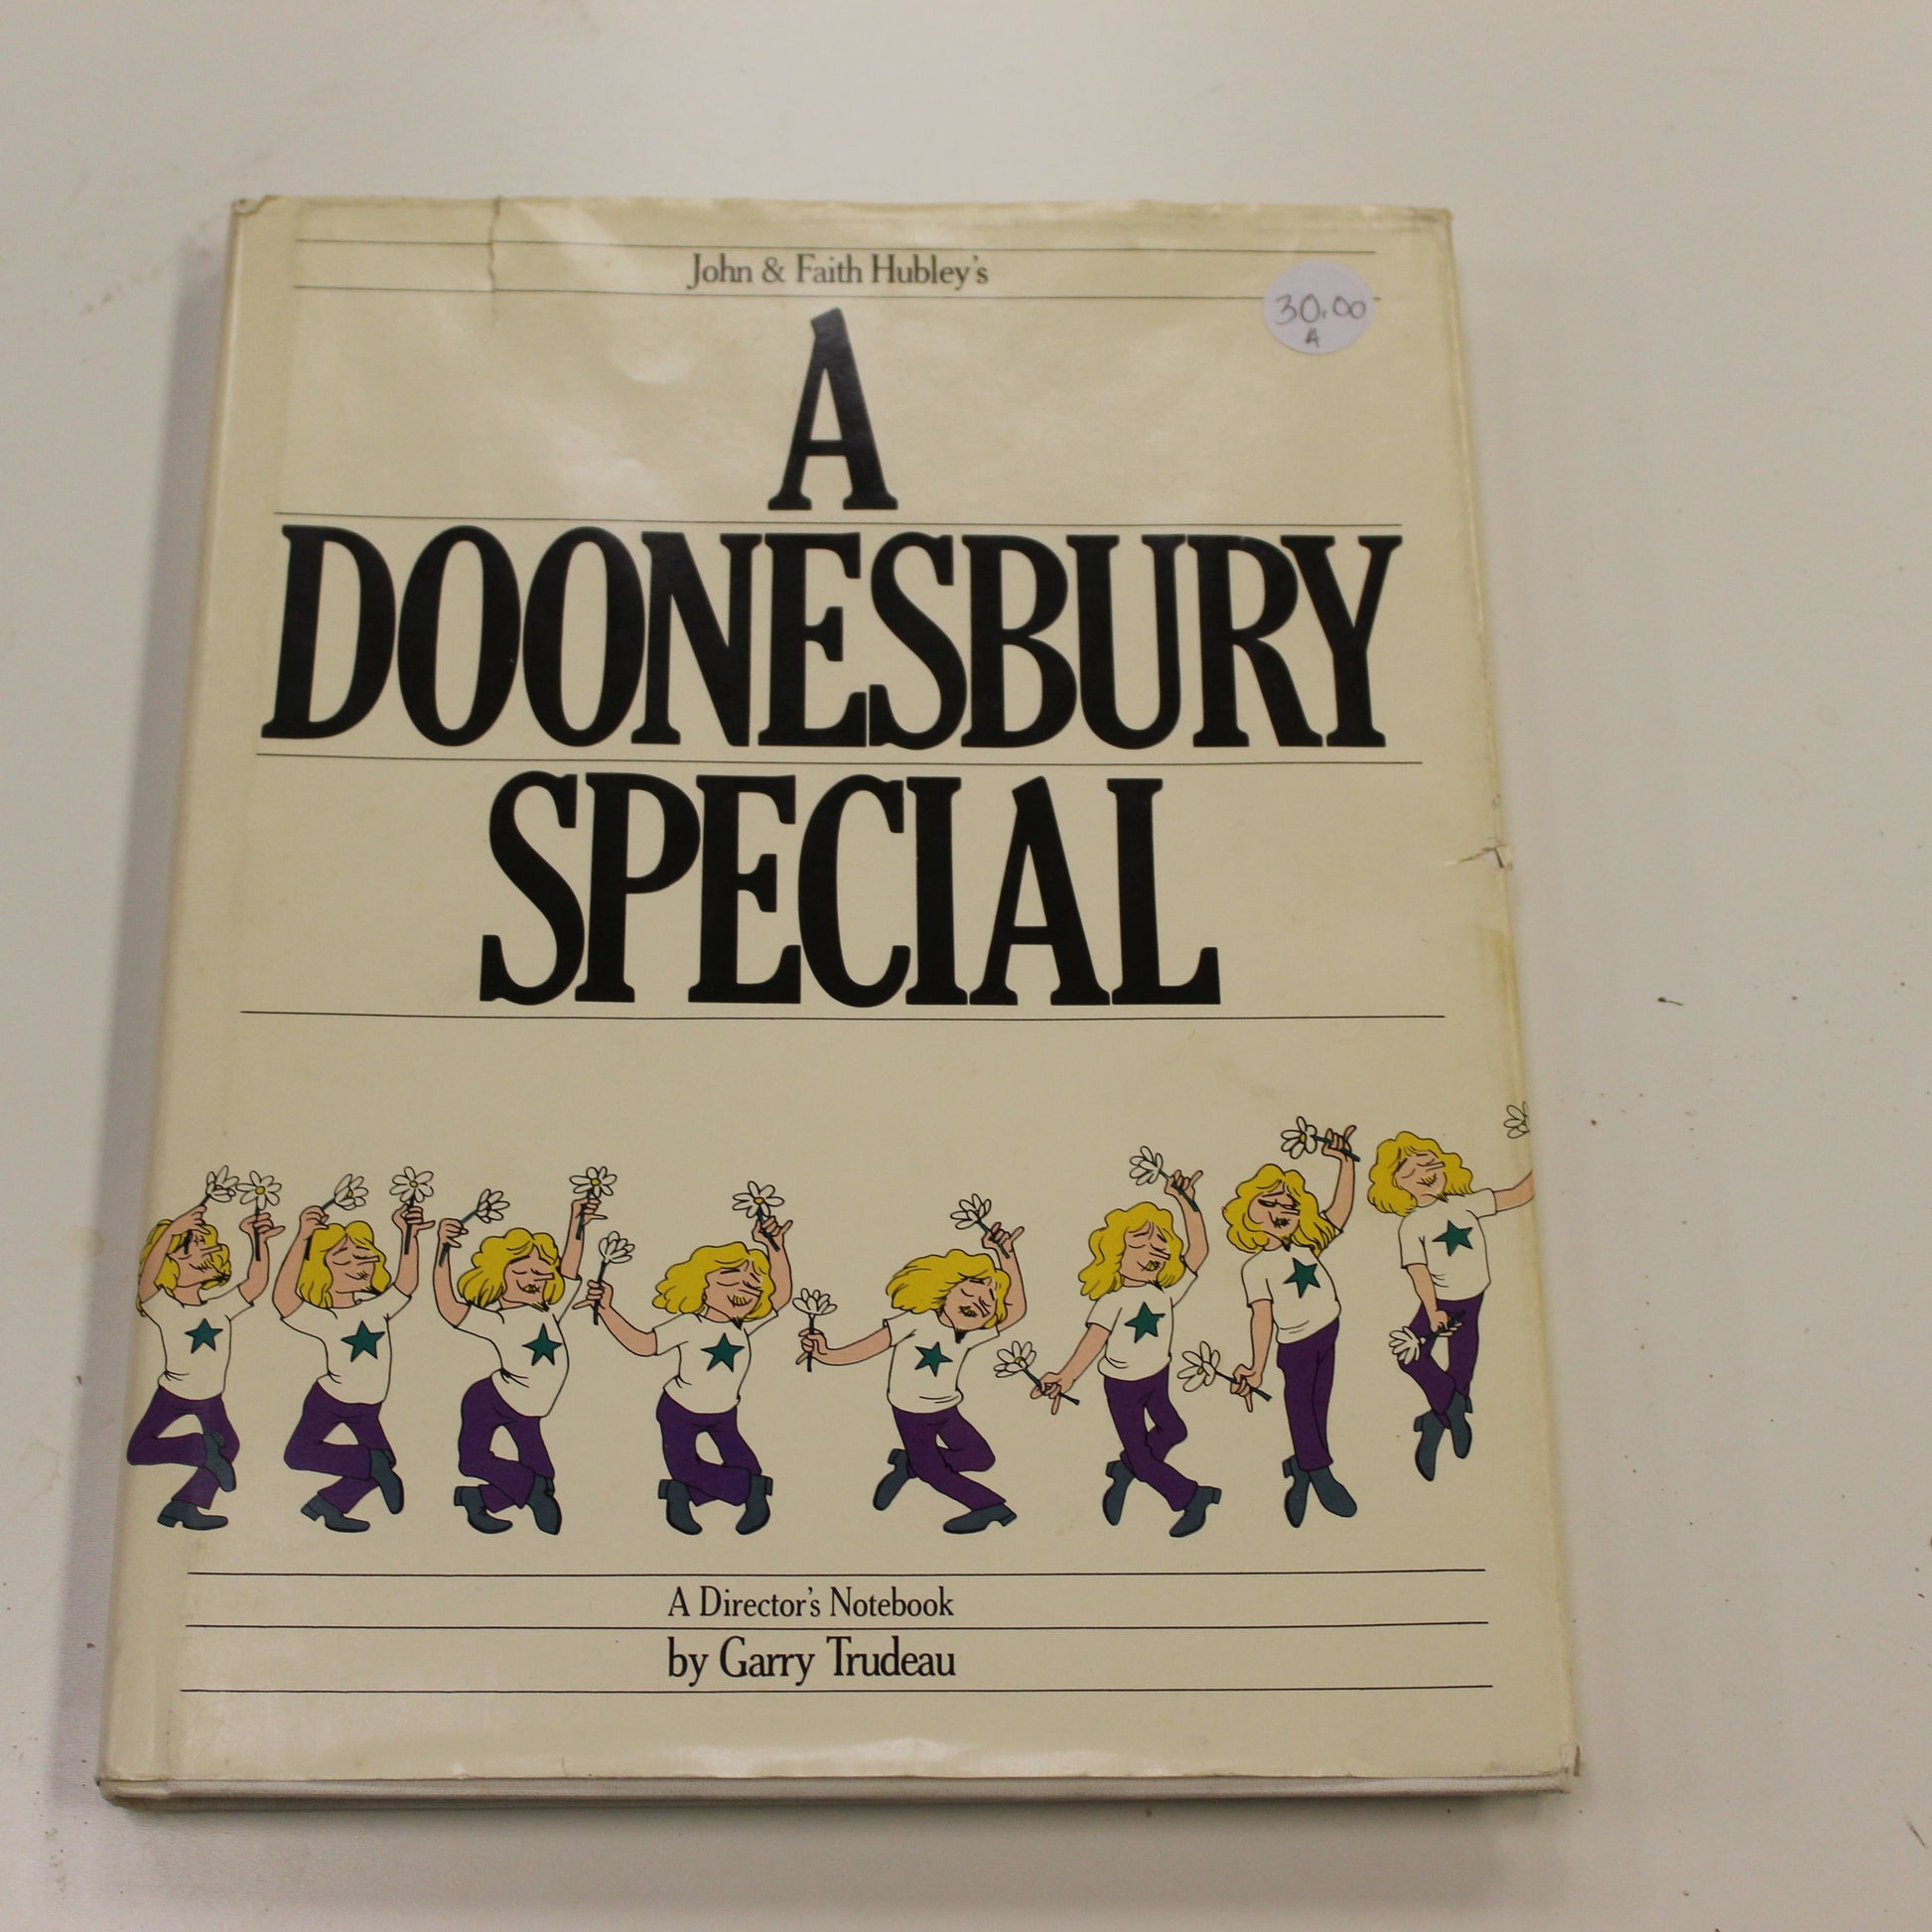 John & Faith Hubley's
30.00
A
A
DOONESBURY
SPECIAL
A Director's Notebook
by Garry Trudeau